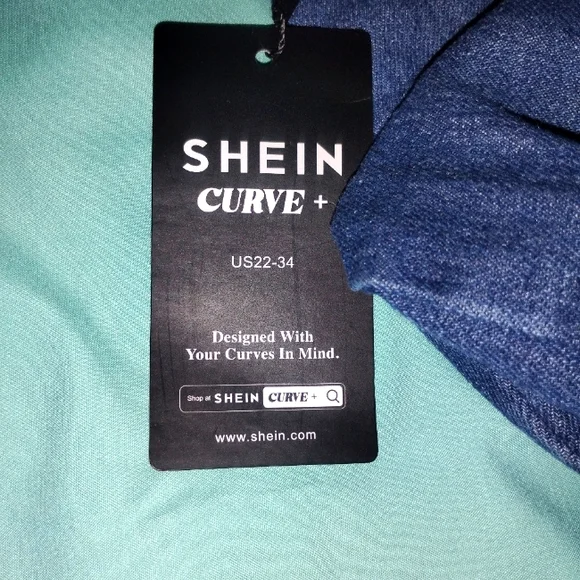 SHEIN
CURVE +
US22-34
Designed With
Your Curves In Mind.
Shop at SHEIN CURVE +
www.shein.com